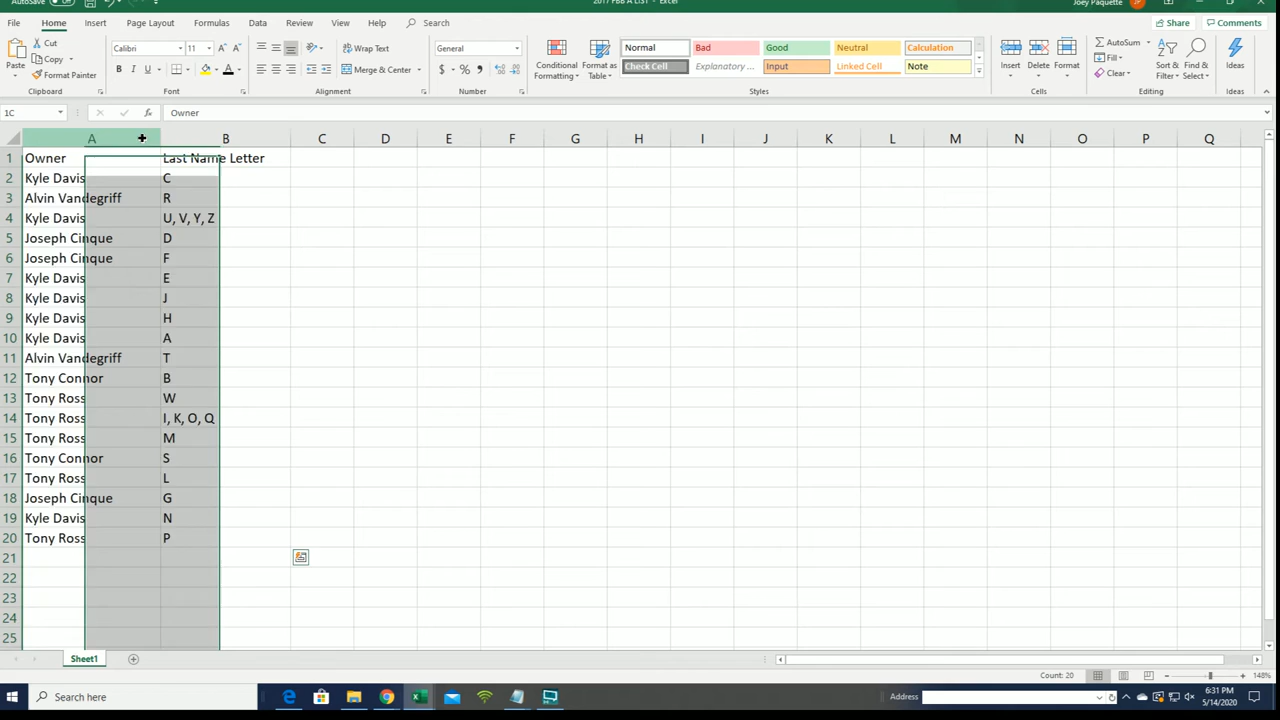 AutoSave Off
2017 FBB A LIST - Excel
Joey Paquette
JP
File Home Insert Page Layout Formulas Data Review View Help Search
Share Comments
Paste
Cut
Copy
Format Painter
Clipboard
Calibri 11
B I U
Font
Wrap Text
Merge & Center
Alignment
General
$ % ,
Number
Conditional Formatting
Format as Table
Normal Bad Good Neutral Calculation
Check Cell Explanatory ... Input Linked Cell Note
Styles
Insert Delete Format
Cells
AutoSum
Fill
Clear
Sort & Filter
Find & Select
Editing
Ideas
Ideas
1C
fx Owner
A B C D E F G H I J K L M N O P Q
1 Owner Last Name Letter
2 Kyle Davis C
3 Alvin Vandegriff R
4 Kyle Davis U, V, Y, Z
5 Joseph Cinque D
6 Joseph Cinque F
7 Kyle Davis E
8 Kyle Davis J
9 Kyle Davis H
10 Kyle Davis A
11 Alvin Vandegriff T
12 Tony Connor B
13 Tony Ross W
14 Tony Ross I, K, O, Q
15 Tony Ross M
16 Tony Connor S
17 Tony Ross L
18 Joseph Cinque G
19 Kyle Davis N
20 Tony Ross P
21
22
23
24
25
Sheet1
Count: 20
148%
Search here
Address
6:31 PM
5/14/2020